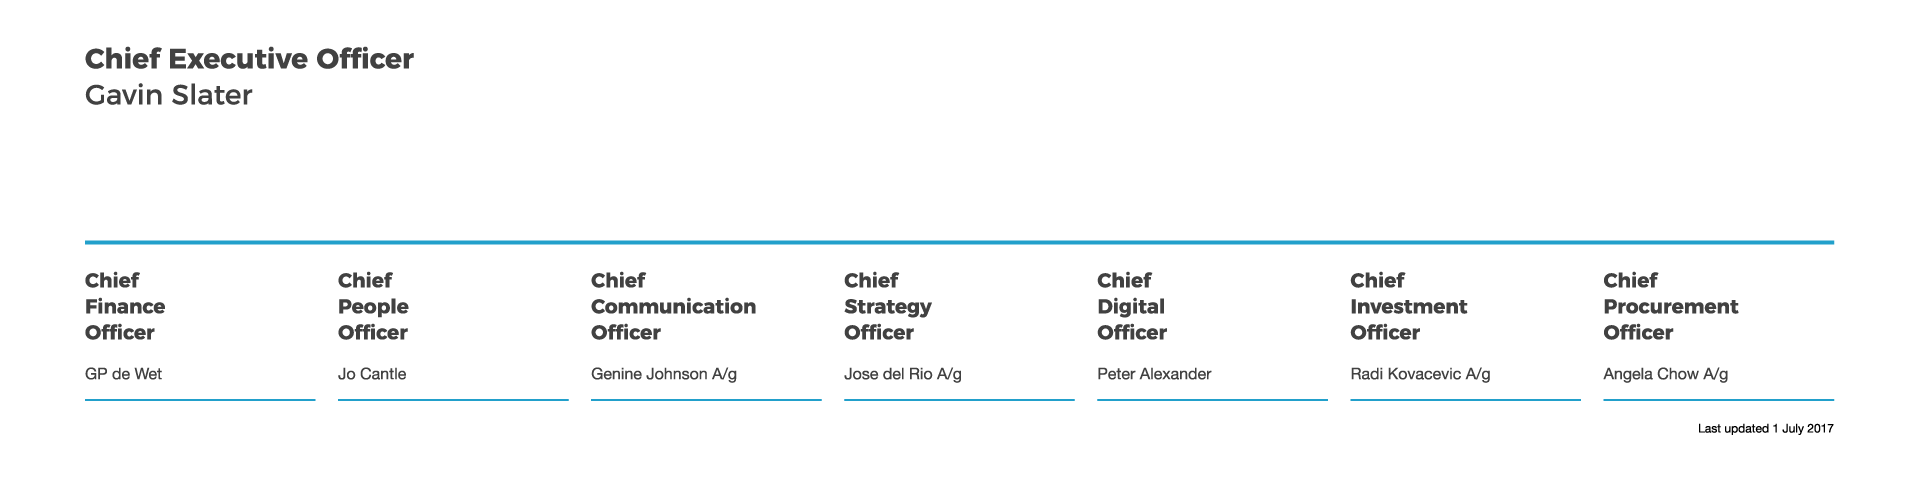 Chief Executive Officer
Gavin Slater
Chief
Finance
Officer
GP de Wet
Chief
People
Officer
Jo Cantle
Chief
Communication
Officer
Genine Johnson A/g
Chief
Strategy
Officer
Jose del Rio A/g
Chief
Digital
Officer
Peter Alexander
Chief
Investment
Officer
Radi Kovacevic A/g
Chief
Procurement
Officer
Angela Chow A/g
Last updated 1 July 2017